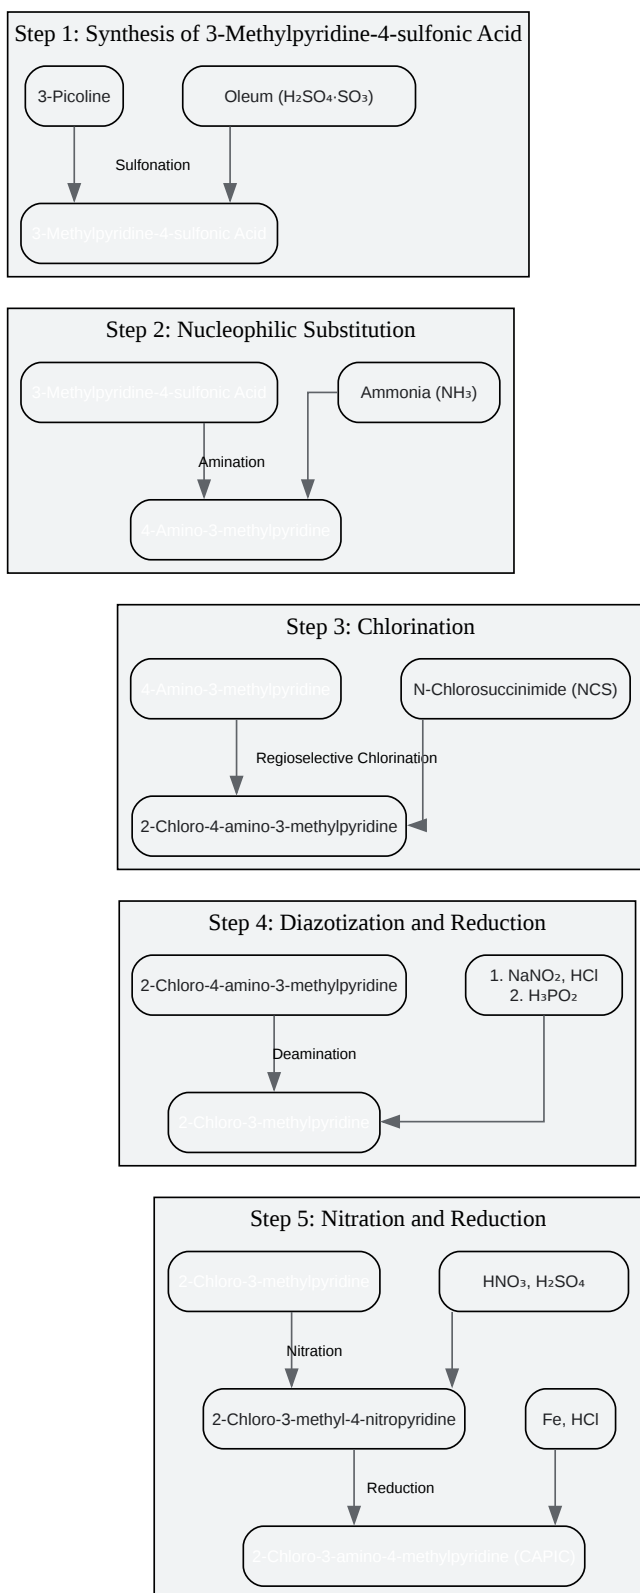 Step 1: Synthesis of 3-Methylpyridine-4-sulfonic Acid
3-Picoline
Oleum (H₂SO₄·SO₃)
Sulfonation
3-Methylpyridine-4-sulfonic Acid
Step 2: Nucleophilic Substitution
3-Methylpyridine-4-sulfonic Acid
Ammonia (NH₃)
Amination
4-Amino-3-methylpyridine
Step 3: Chlorination
4-Amino-3-methylpyridine
N-Chlorosuccinimide (NCS)
Regioselective Chlorination
2-Chloro-4-amino-3-methylpyridine
Step 4: Diazotization and Reduction
2-Chloro-4-amino-3-methylpyridine
1. NaNO₂, HCl
2. H₃PO₂
Deamination
2-Chloro-3-methylpyridine
Step 5: Nitration and Reduction
2-Chloro-3-methylpyridine
HNO₃, H₂SO₄
Nitration
2-Chloro-3-methyl-4-nitropyridine
Fe, HCl
Reduction
2-Chloro-3-amino-4-methylpyridine (CAPIC)